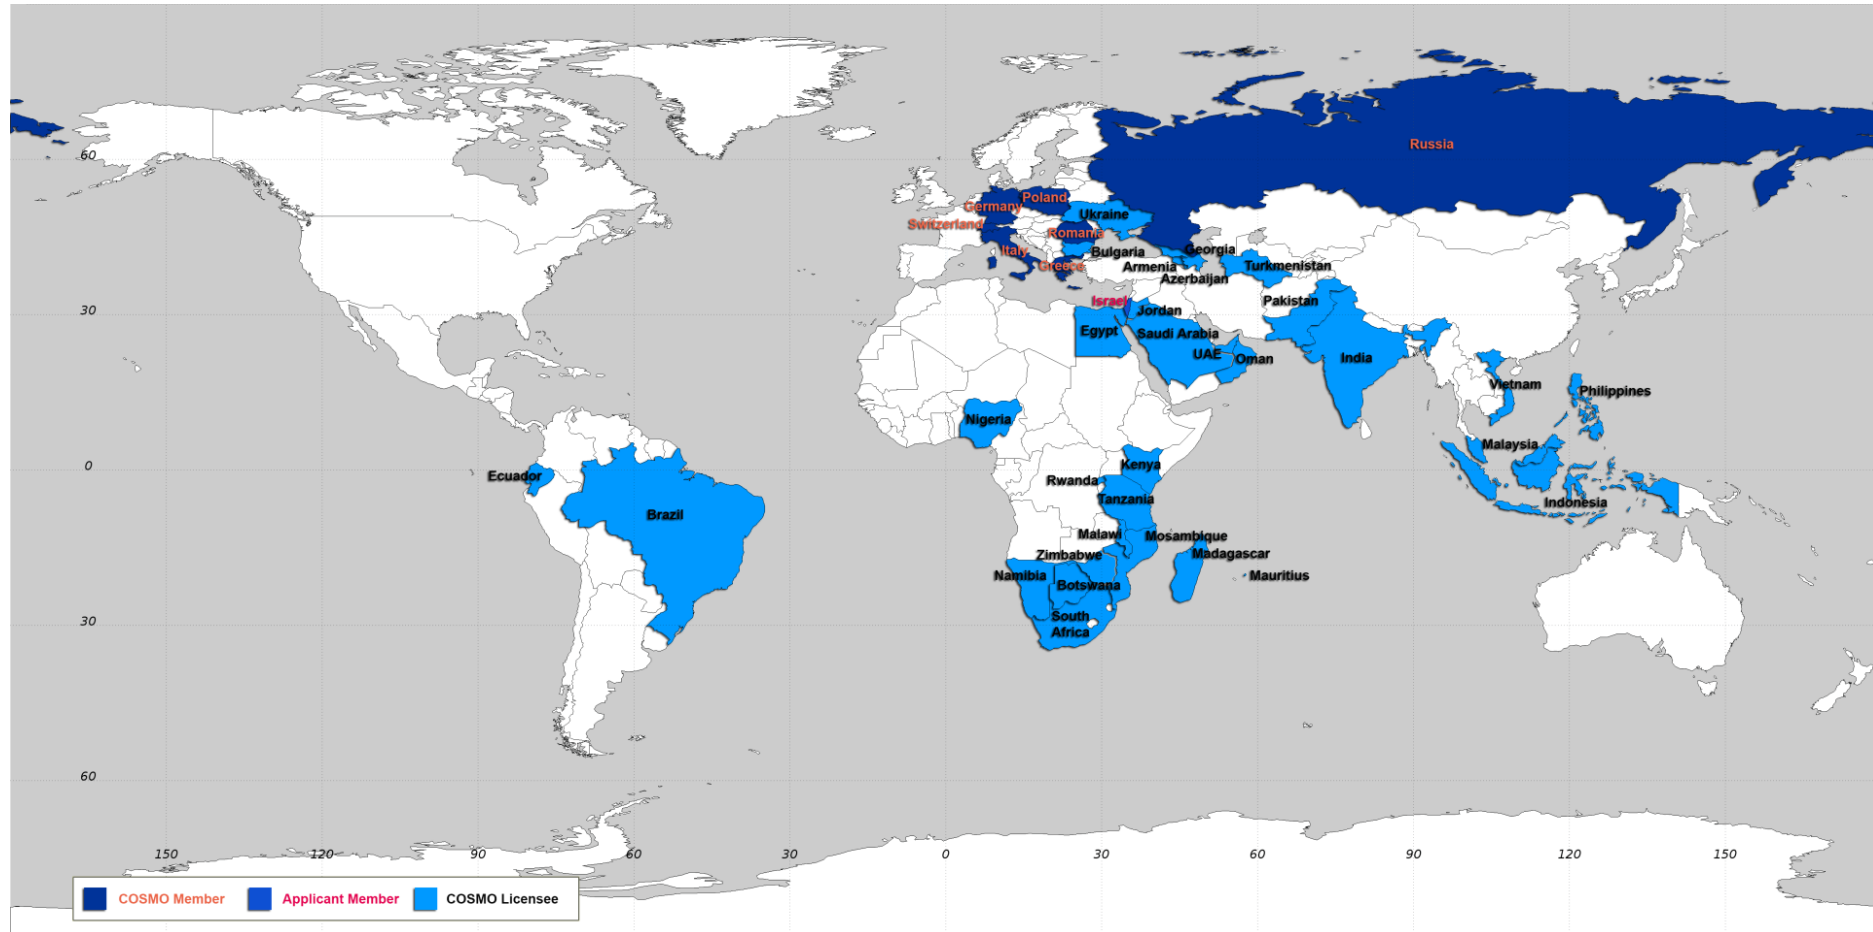 60
Russia
Poland
Germany
Ukraine
Switzerland
Romania
Italy
Georgia
Bulgaria
Greece
Armenia
Turkmenistan
Azerbaijan
Israel
Pakistan
30
Jordan
Egypt
Saudi Arabia
UAE
Oman
India
Vietnam
Philippines
Nigeria
Malaysia
0
Kenya
Ecuador
Rwanda
Tanzania
Indonesia
Brazil
Malawi
Mosambique
Zimbabwe
Madagascar
Namibia
Mauritius
Botswana
South
Africa
30
60
150 120 90 60 30 0 30 60 90 120 150
COSMO Member Applicant Member COSMO Licensee